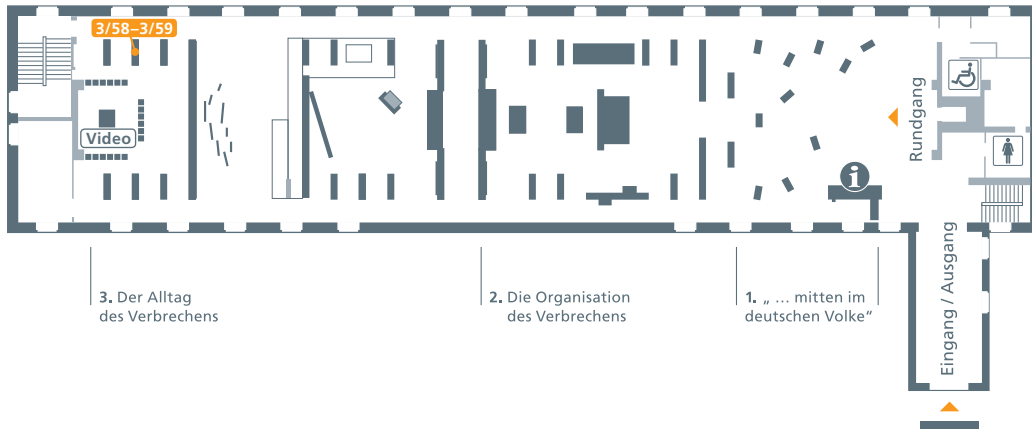 3/58–3/59
Video
Rundgang
i
3. Der Alltag
des Verbrechens
2. Die Organisation
des Verbrechens
1. „ … mitten im
deutschen Volke“
Eingang / Ausgang